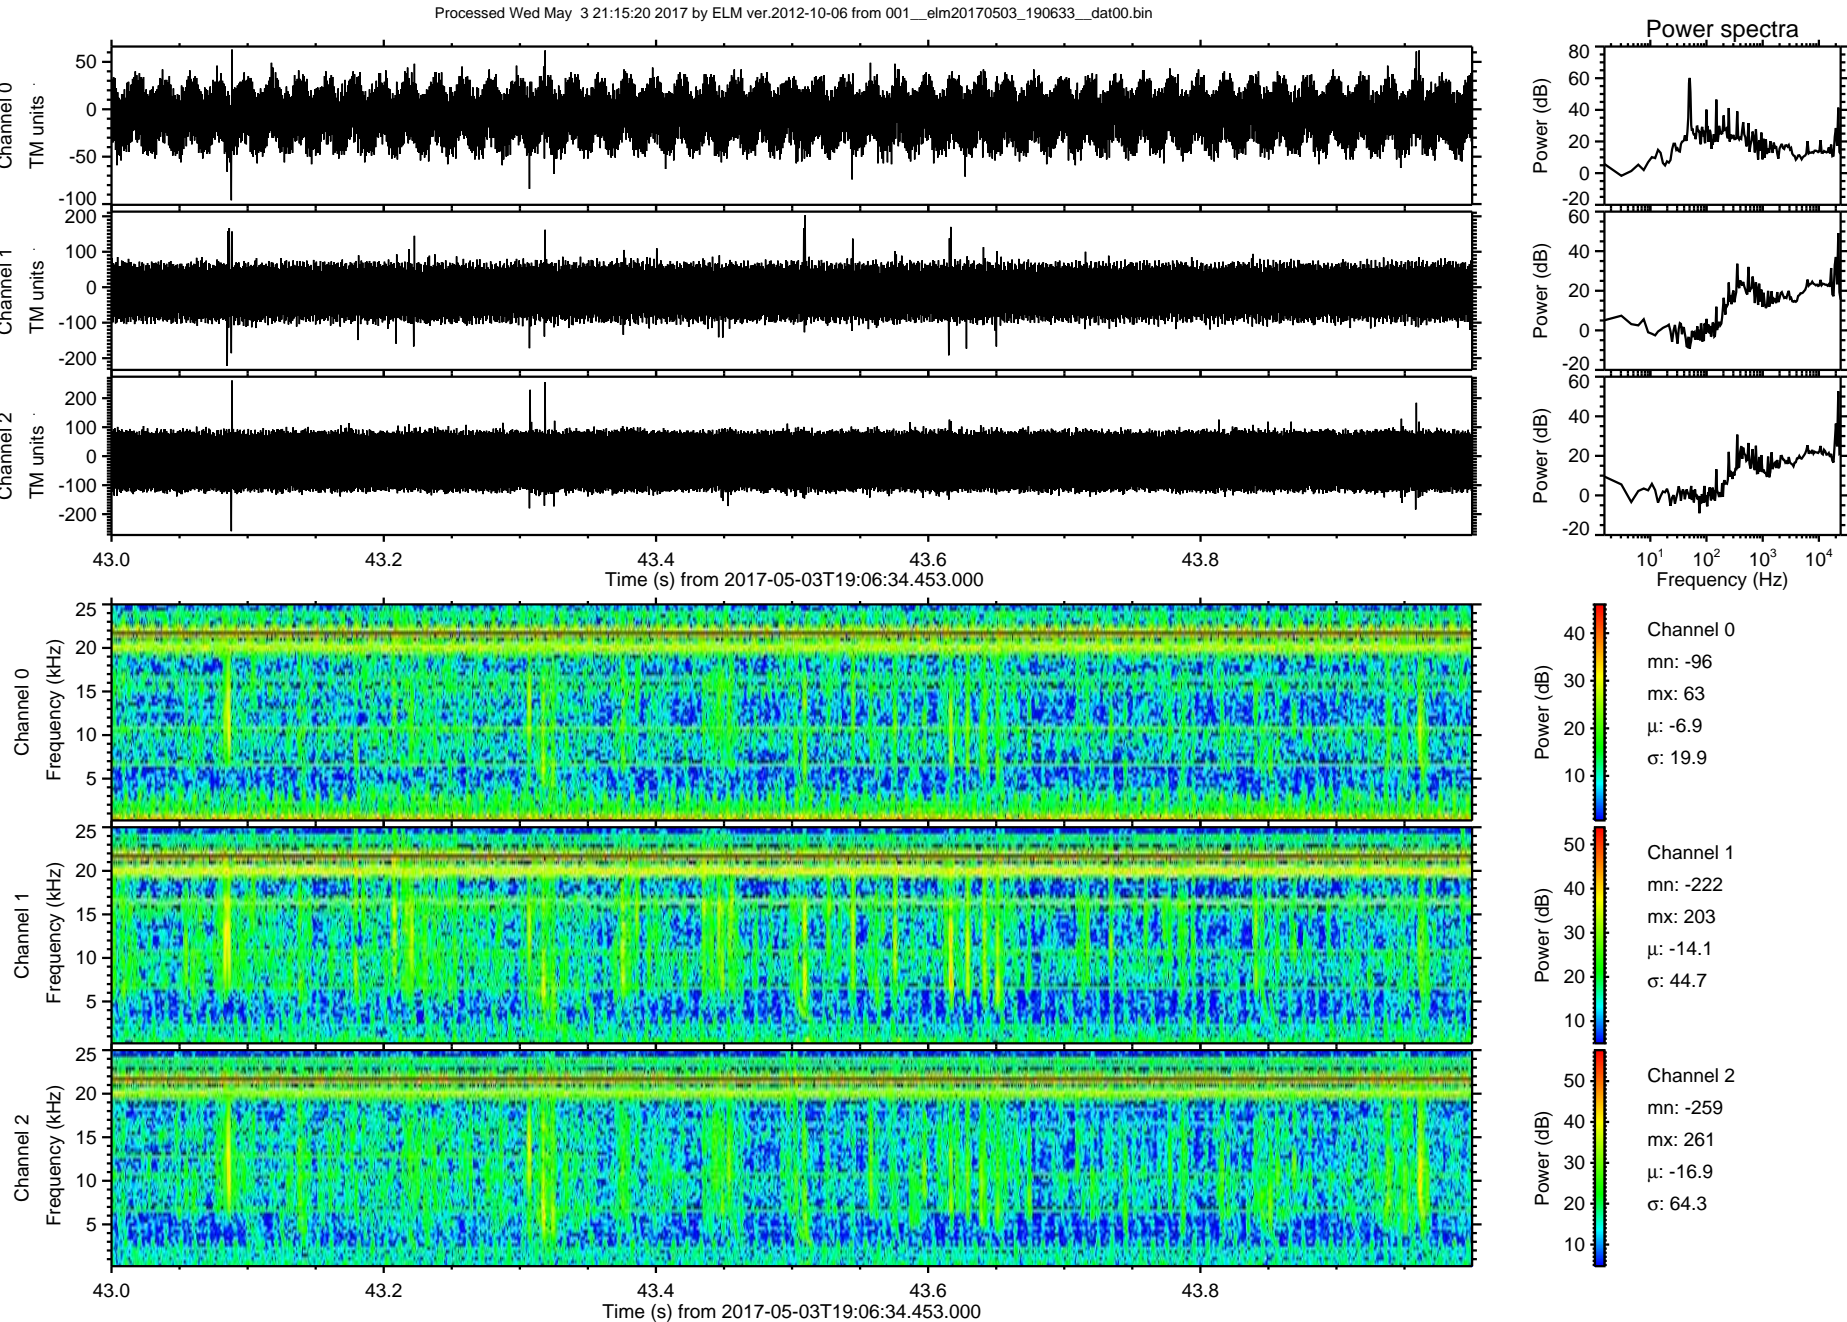 Processed Wed May  3 21:15:20 2017 by ELM ver.2012-10-06 from 001__elm20170503_190633__dat00.bin
Power spectra
Channel 0
TM units
50
0
-50
-100
Power (dB)
80
60
40
20
0
-20
Channel 1
TM units
200
100
0
-100
-200
Power (dB)
60
40
20
0
-20
Channel 2
TM units
200
100
0
-100
-200
Power (dB)
60
40
20
0
-20
43.0 43.2 43.4 43.6 43.8
Time (s) from 2017-05-03T19:06:34.453.000
10^1 10^2 10^3 10^4
Frequency (Hz)
Channel 0
Frequency (kHz)
25
20
15
10
5
Power (dB)
40
30
20
10
Channel 0
mn: -96
mx: 63
μ: -6.9
σ: 19.9
Channel 1
Frequency (kHz)
25
20
15
10
5
Power (dB)
50
40
30
20
10
Channel 1
mn: -222
mx: 203
μ: -14.1
σ: 44.7
Channel 2
Frequency (kHz)
25
20
15
10
5
Power (dB)
50
40
30
20
10
Channel 2
mn: -259
mx: 261
μ: -16.9
σ: 64.3
43.0 43.2 43.4 43.6 43.8
Time (s) from 2017-05-03T19:06:34.453.000